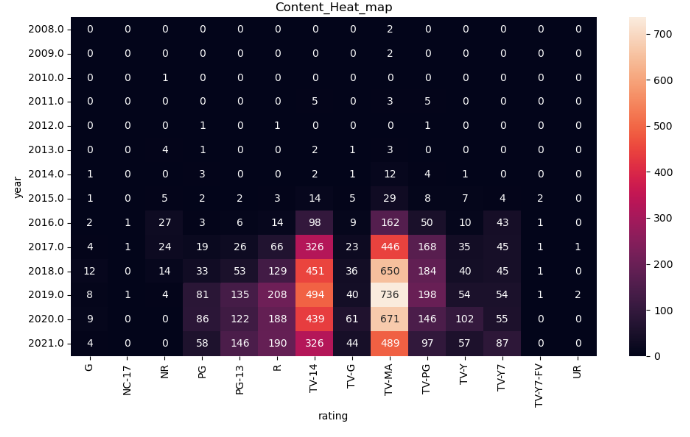 Content_Heat_map
2008.0 0 0 0 0 0 0 0 0 2 0 0 0 0 0
2009.0 0 0 0 0 0 0 0 0 2 0 0 0 0 0
2010.0 0 0 1 0 0 0 0 0 0 0 0 0 0 0
2011.0 0 0 0 0 0 0 5 0 3 5 0 0 0 0
2012.0 0 0 0 1 0 1 0 0 0 1 0 0 0 0
2013.0 0 0 4 1 0 0 2 1 3 0 0 0 0 0
2014.0 1 0 0 3 0 0 2 1 12 4 1 0 0 0
2015.0 1 0 5 2 2 3 14 5 29 8 7 4 2 0
2016.0 2 1 27 3 6 14 98 9 162 50 10 43 1 0
2017.0 4 1 24 19 26 66 326 23 446 168 35 45 1 1
2018.0 12 0 14 33 53 129 451 36 650 184 40 45 1 0
2019.0 8 1 4 81 135 208 494 40 736 198 54 54 1 2
2020.0 9 0 0 86 122 188 439 61 671 146 102 55 0 0
2021.0 4 0 0 58 146 190 326 44 489 97 57 87 0 0
year
G NC-17 NR PG PG-13 R TV-14 TV-G TV-MA TV-PG TV-Y TV-Y7 TV-Y7-FV UR
rating
700
600
500
400
300
200
100
0